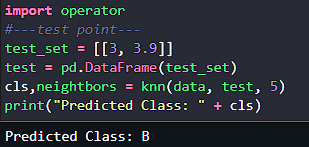 import operator
#---test point---
test_set = [[3, 3.9]]
test = pd.DataFrame(test_set)
cls,neightbors = knn(data, test, 5)
print("Predicted Class: " + cls)
Predicted Class: B